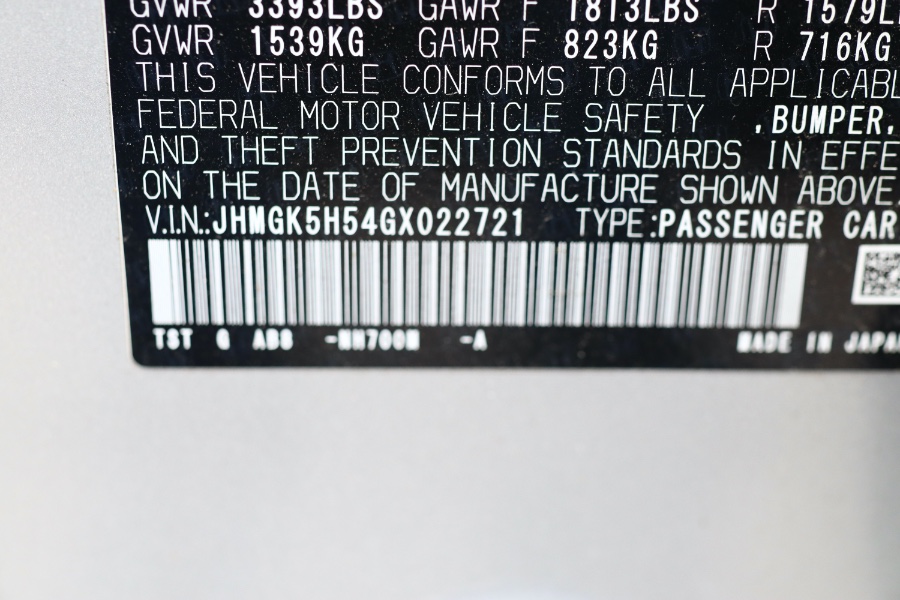 GVWR 3393LBS GAWR F 1813LBS R 1579L
GVWR 1539KG GAWR F 823KG R 716KG
THIS VEHICLE CONFORMS TO ALL APPLICABL
FEDERAL MOTOR VEHICLE SAFETY , BUMPER,
AND THEFT PREVENTION STANDARDS IN EFFE
ON THE DATE OF MANUFACTURE SHOWN ABOVE.
V.I.N.:JHMGK5H54GX022721 TYPE:PASSENGER CAR
TST G ABS -NH700M -A MADE IN JAPA